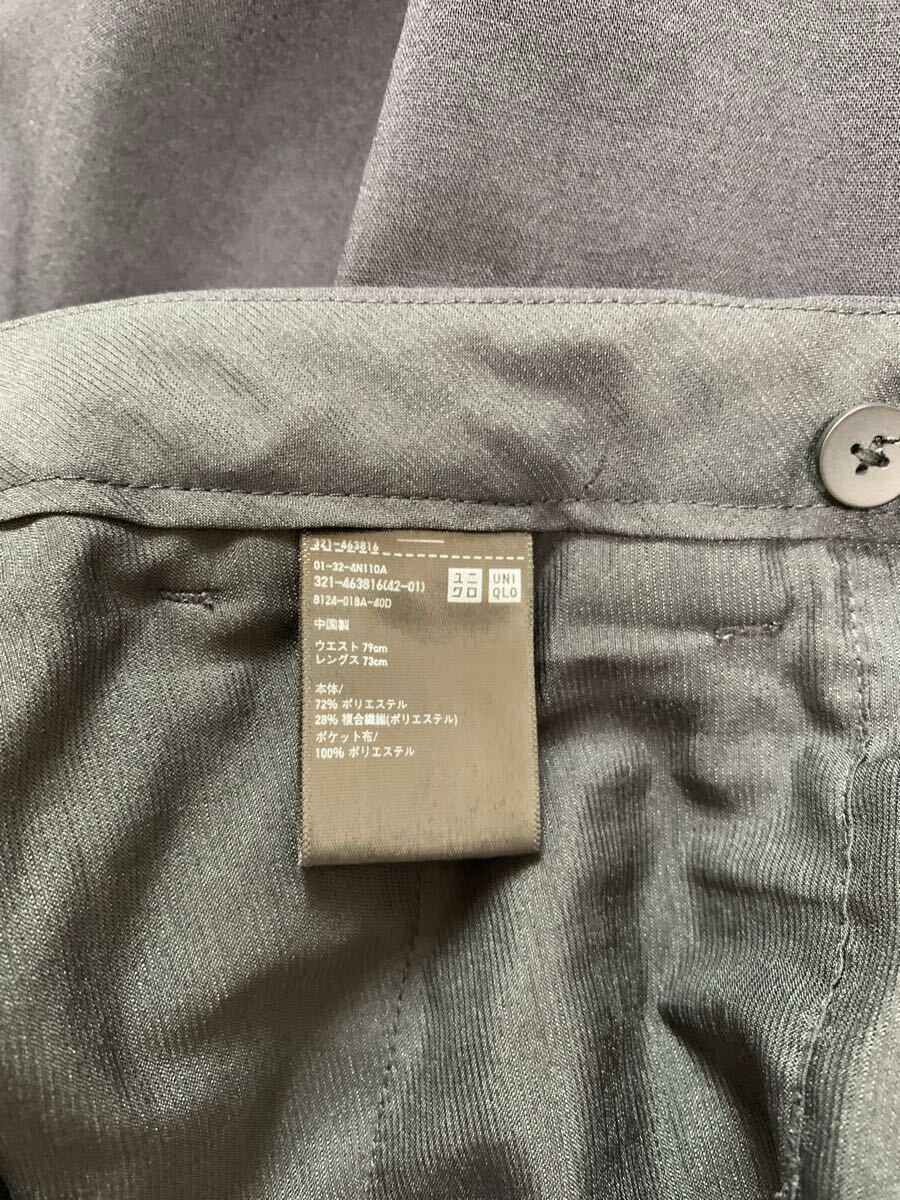 321-463816
01-32-4N110A
321-463816(42-01)
8124-018A-40D
ユニ
クロ
UNI
QLO
中国製
ウエスト 79cm
レングス 73cm
本体/
72% ポリエステル
28% 複合繊維(ポリエステル)
ポケット布/
100% ポリエステル